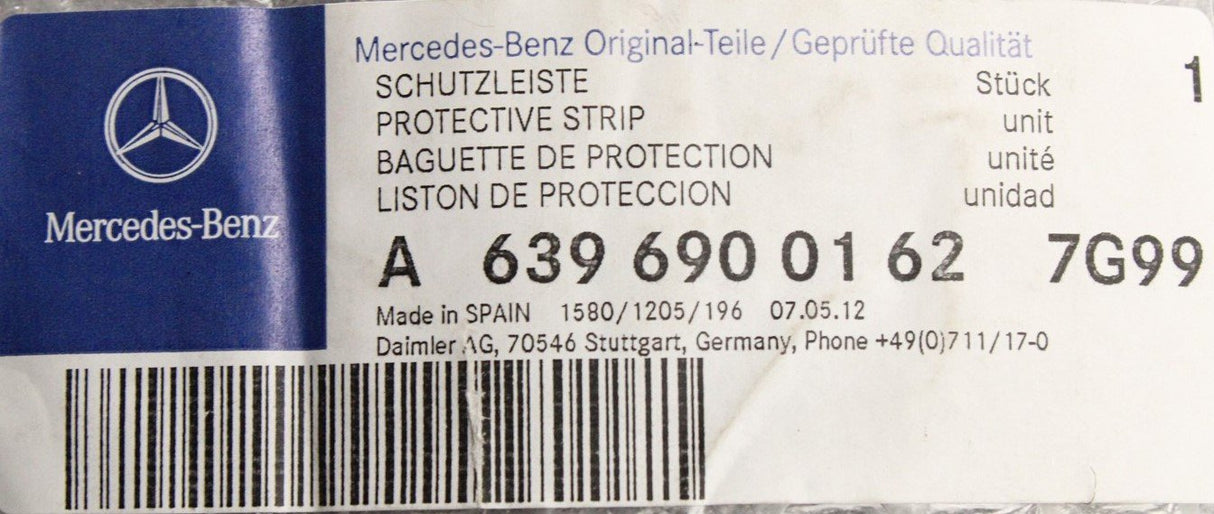 Mercedes-Benz Original-Teile/Geprüfte Qualität
SCHUTZLEISTE Stück 1
PROTECTIVE STRIP unit
BAGUETTE DE PROTECTION unité
LISTON DE PROTECCION unidad
Mercedes-Benz
A 639 690 01 62 7G99
Made in SPAIN 1580/1205/196 07.05.12
Daimler AG, 70546 Stuttgart, Germany, Phone +49(0)711/17-0